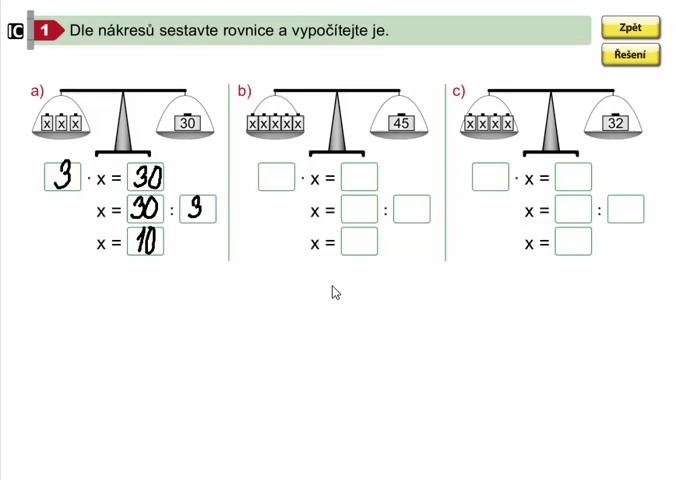 IC 1 Dle nákresů sestavte rovnice a vypočítejte je. Zpět
Řešení
a) b) c)
x x x 30 x x x x x 45 x x x x 32
3 · x = 30 · x = · x =
x = 30 : 3 x = : x = :
x = 10 x = x =